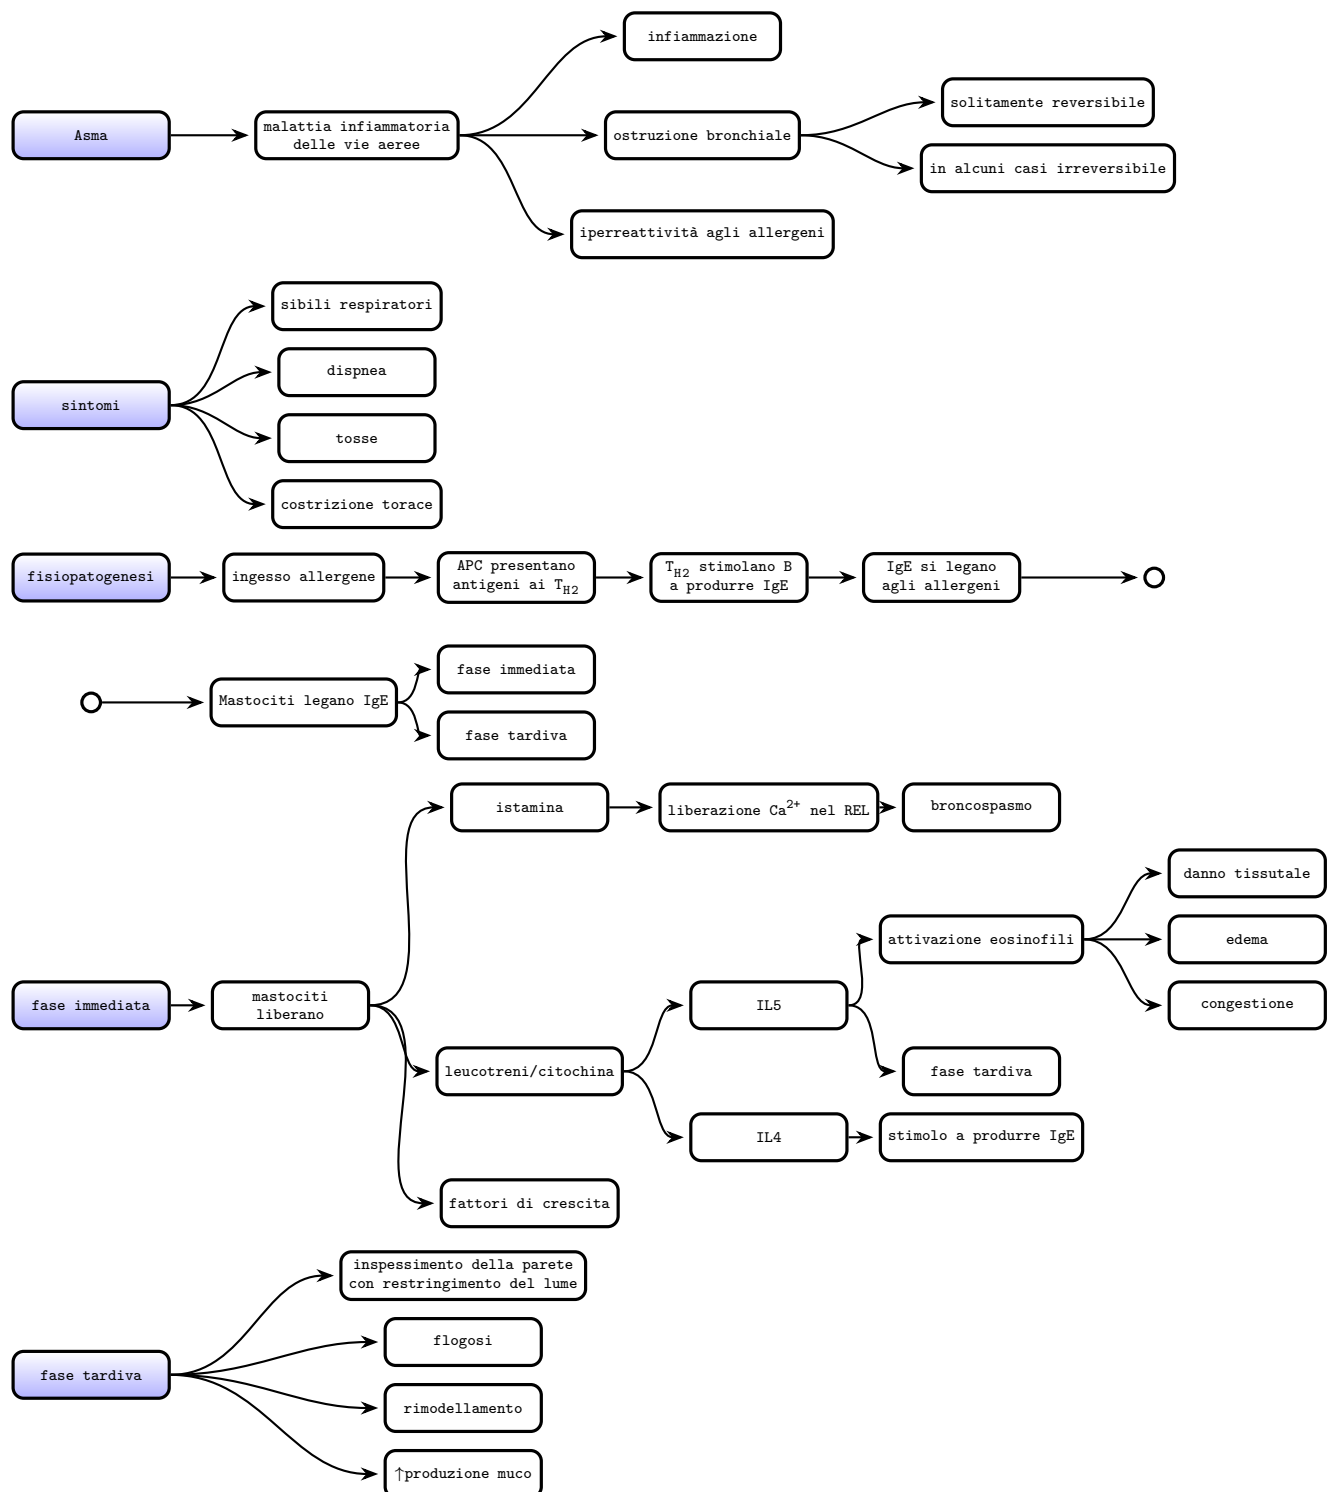 infiammazione
solitamente reversibile
Asma
malattia infiammatoria
delle vie aeree
ostruzione bronchiale
in alcuni casi irreversibile
iperreattività agli allergeni
sibili respiratori
dispnea
sintomi
tosse
costrizione torace
fisiopatogenesi
ingesso allergene
APC presentano
antigeni ai T_H2
T_H2 stimolano B
a produrre IgE
IgE si legano
agli allergeni
Mastociti legano IgE
fase immediata
fase tardiva
istamina
liberazione Ca²⁺ nel REL
broncospasmo
danno tissutale
attivazione eosinofili
edema
fase immediata
mastociti
liberano
IL5
congestione
leucotreni/citochina
fase tardiva
IL4
stimolo a produrre IgE
fattori di crescita
inspessimento della parete
con restringimento del lume
flogosi
fase tardiva
rimodellamento
↑produzione muco